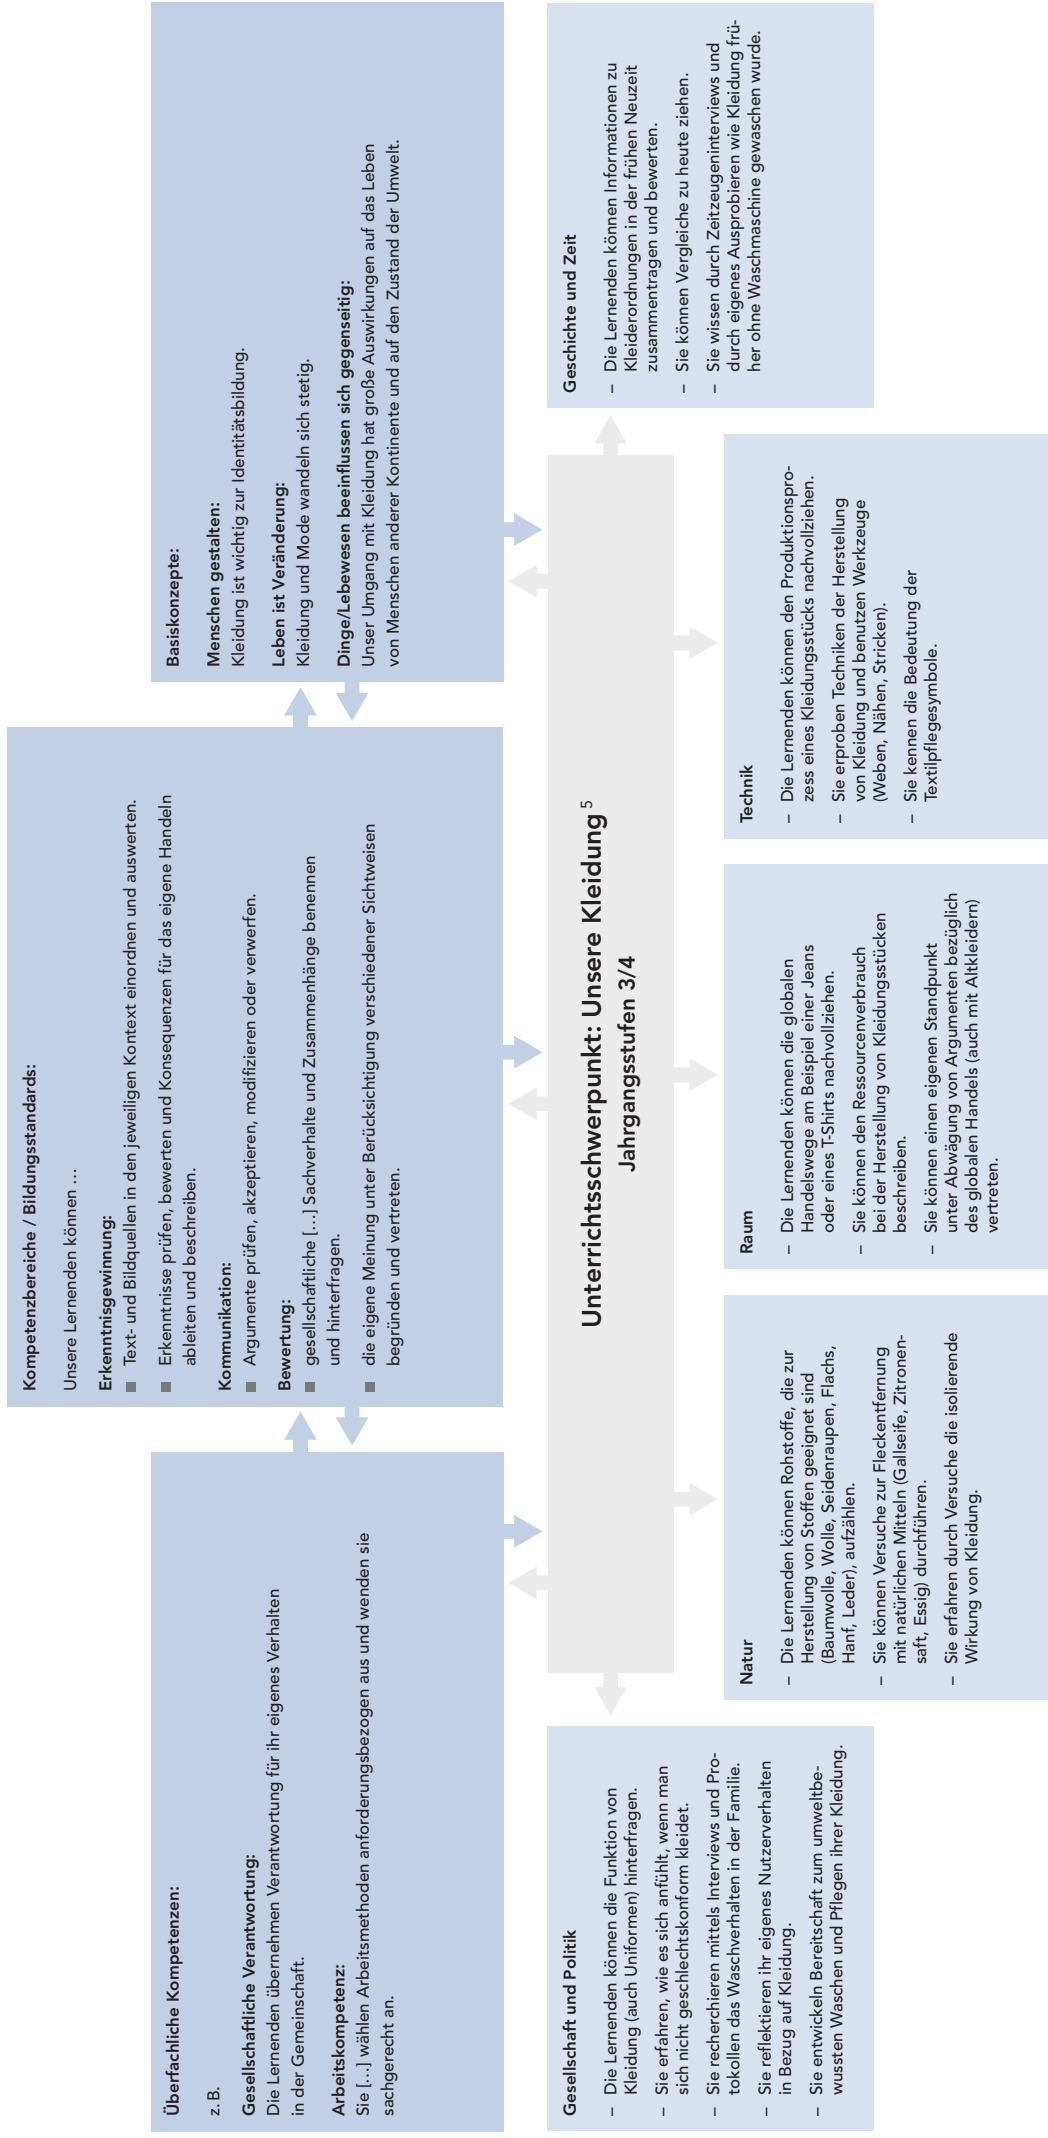 Überfachliche Kompetenzen:
z. B.
Gesellschaftliche Verantwortung:
Die Lernenden übernehmen Verantwortung für ihr eigenes Verhalten
in der Gemeinschaft.
Arbeitskompetenz:
Sie […] wählen Arbeitsmethoden anforderungsbezogen aus und wenden sie
sachgerecht an.
Kompetenzbereiche / Bildungsstandards:
Unsere Lernenden können …
Erkenntnisgewinnung:
■ Text- und Bildquellen in den jeweiligen Kontext einordnen und auswerten.
■ Erkenntnisse prüfen, bewerten und Konsequenzen für das eigene Handeln
ableiten und beschreiben.
Kommunikation:
■ Argumente prüfen, akzeptieren, modifizieren oder verwerfen.
Bewertung:
■ gesellschaftliche […] Sachverhalte und Zusammenhänge benennen
und hinterfragen.
■ die eigene Meinung unter Berücksichtigung verschiedener Sichtweisen
begründen und vertreten.
Basiskonzepte:
Menschen gestalten:
Kleidung ist wichtig zur Identitätsbildung.
Leben ist Veränderung:
Kleidung und Mode wandeln sich stetig.
Dinge/Lebewesen beeinflussen sich gegenseitig:
Unser Umgang mit Kleidung hat große Auswirkungen auf das Leben
von Menschen anderer Kontinente und auf den Zustand der Umwelt.
Unterrichtsschwerpunkt: Unsere Kleidung 5
Jahrgangsstufen 3/4
Gesellschaft und Politik
– Die Lernenden können die Funktion von
Kleidung (auch Uniformen) hinterfragen.
– Sie erfahren, wie es sich anfühlt, wenn man
sich nicht geschlechtskonform kleidet.
– Sie recherchieren mittels Interviews und Pro-
tokollen das Waschverhalten in der Familie.
– Sie reflektieren ihr eigenes Nutzerverhalten
in Bezug auf Kleidung.
– Sie entwickeln Bereitschaft zum umweltbe-
wussten Waschen und Pflegen ihrer Kleidung.
Natur
– Die Lernenden können Rohstoffe, die zur
Herstellung von Stoffen geeignet sind
(Baumwolle, Wolle, Seidenraupen, Flachs,
Hanf, Leder), aufzählen.
– Sie können Versuche zur Fleckentfernung
mit natürlichen Mitteln (Gallseife, Zitronen-
saft, Essig) durchführen.
– Sie erfahren durch Versuche die isolierende
Wirkung von Kleidung.
Raum
– Die Lernenden können die globalen
Handelswege am Beispiel einer Jeans
oder eines T-Shirts nachvollziehen.
– Sie können den Ressourcenverbrauch
bei der Herstellung von Kleidungsstücken
beschreiben.
– Sie können einen eigenen Standpunkt
unter Abwägung von Argumenten bezüglich
des globalen Handels (auch mit Altkleidern)
vertreten.
Technik
– Die Lernenden können den Produktionspro-
zess eines Kleidungsstücks nachvollziehen.
– Sie erproben Techniken der Herstellung
von Kleidung und benutzen Werkzeuge
(Weben, Nähen, Stricken).
– Sie kennen die Bedeutung der
Textilpflegesymbole.
Geschichte und Zeit
– Die Lernenden können Informationen zu
Kleiderordnungen in der frühen Neuzeit
zusammentragen und bewerten.
– Sie können Vergleiche zu heute ziehen.
– Sie wissen durch Zeitzeugeninterviews und
durch eigenes Ausprobieren wie Kleidung frü-
her ohne Waschmaschine gewaschen wurde.